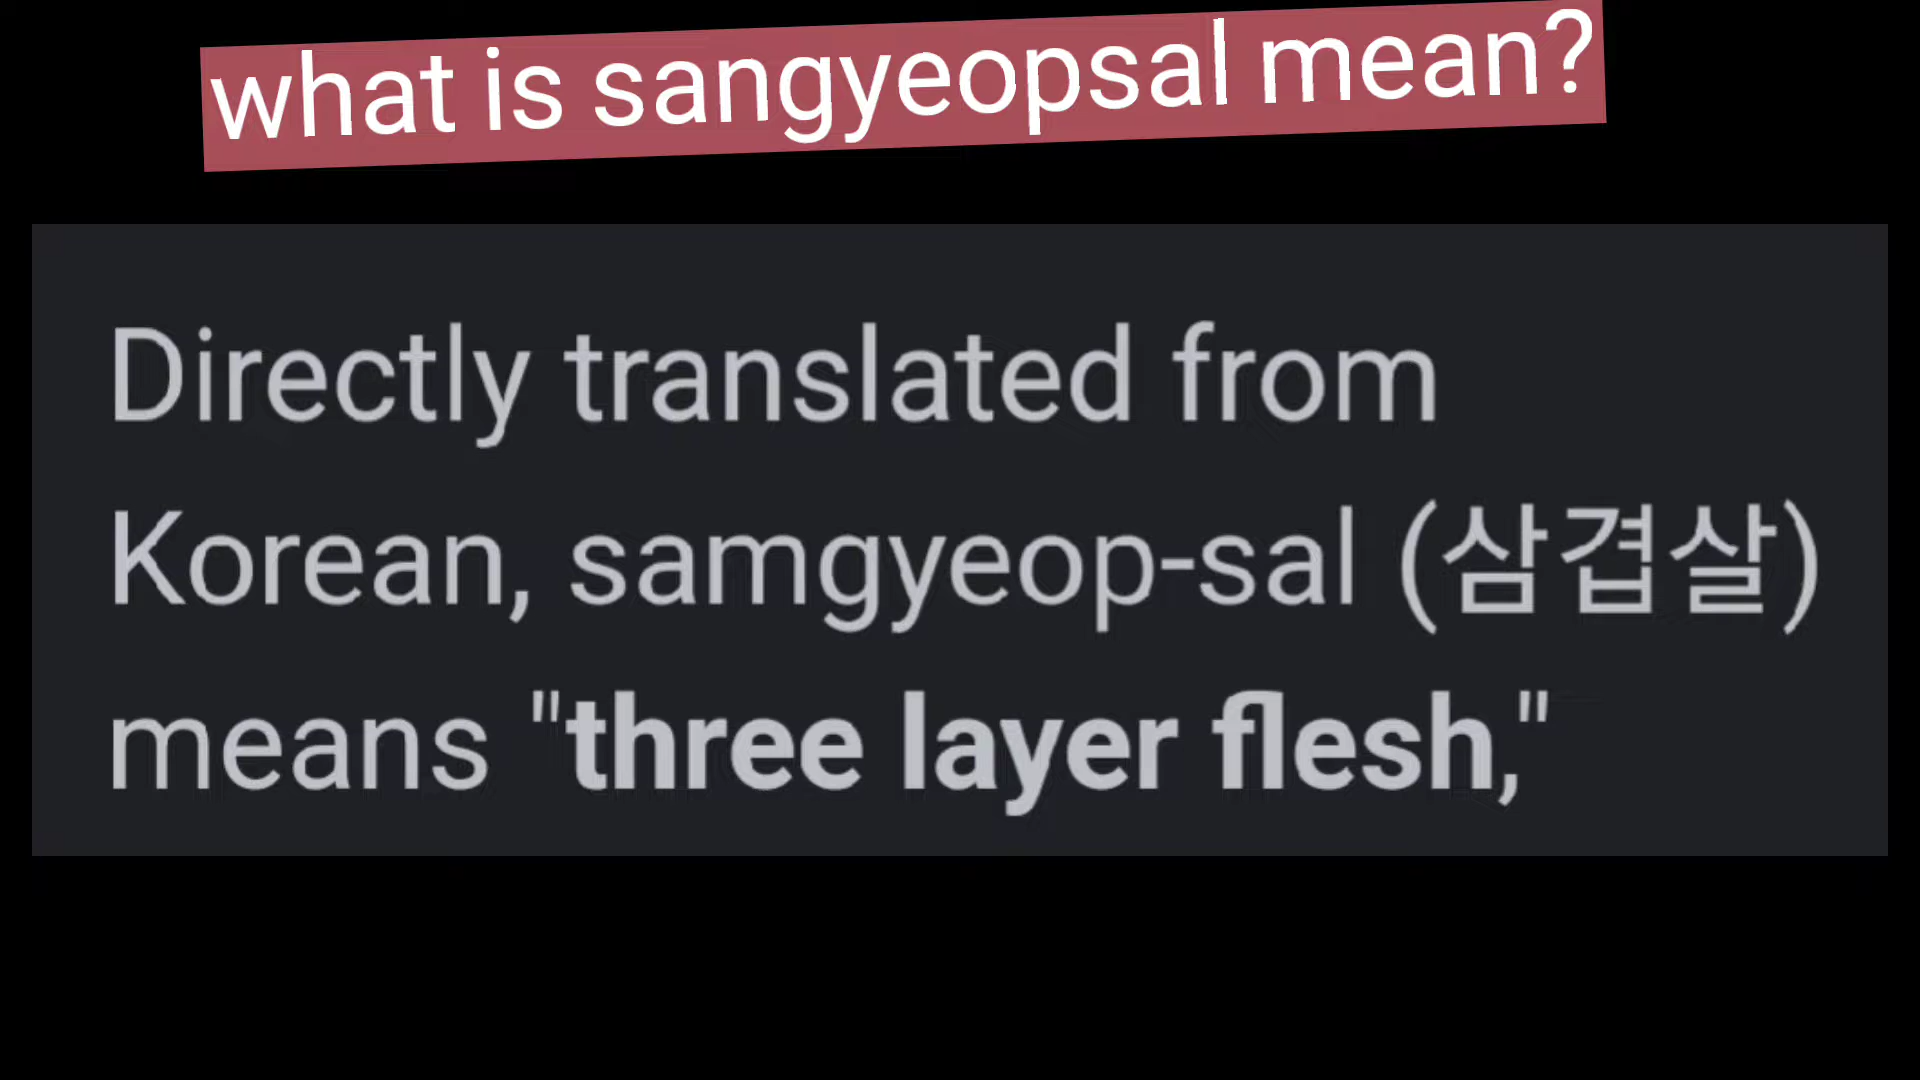 what is sangyeopsal mean?
Directly translated from
Korean, samgyeop-sal (삼겹살)
means "three layer flesh,"